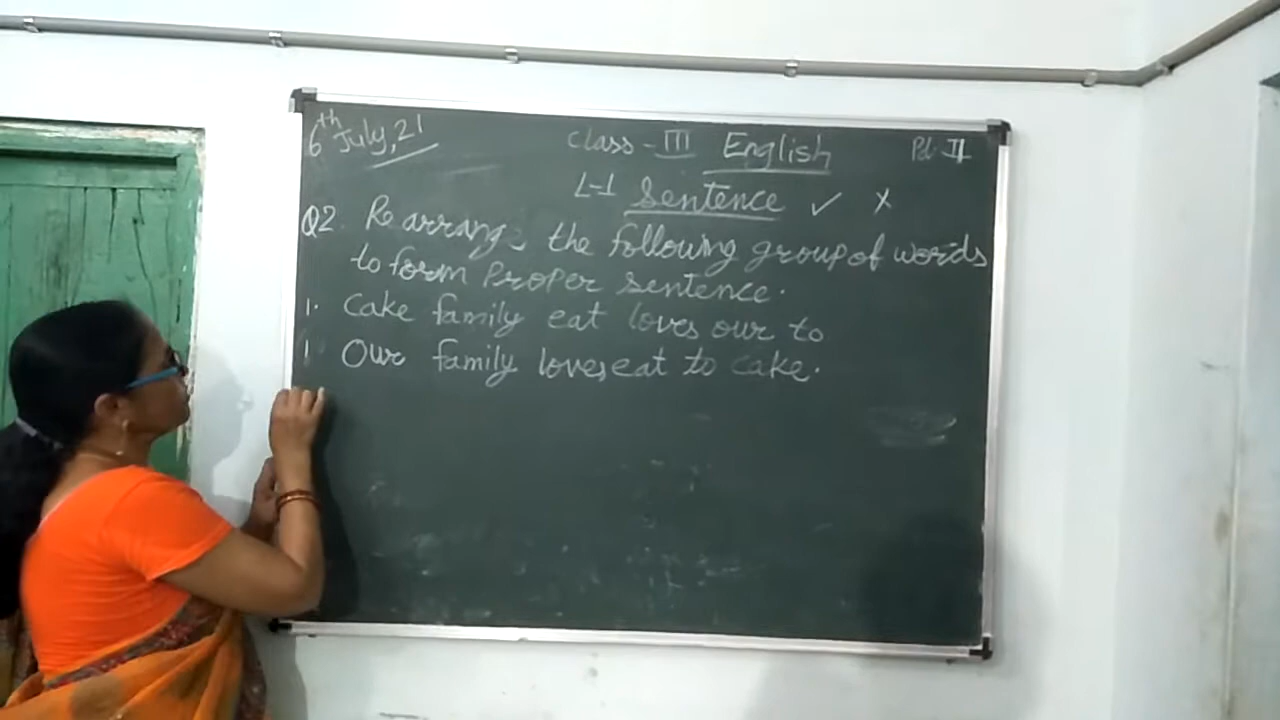 6th July, 21 Class - III English Pd. II
L-1 Sentence ✓ x
Q2. Rearrange the following group of words
to form Proper sentence.
1. Cake family eat loves our to
1 Our family loves eat to cake.